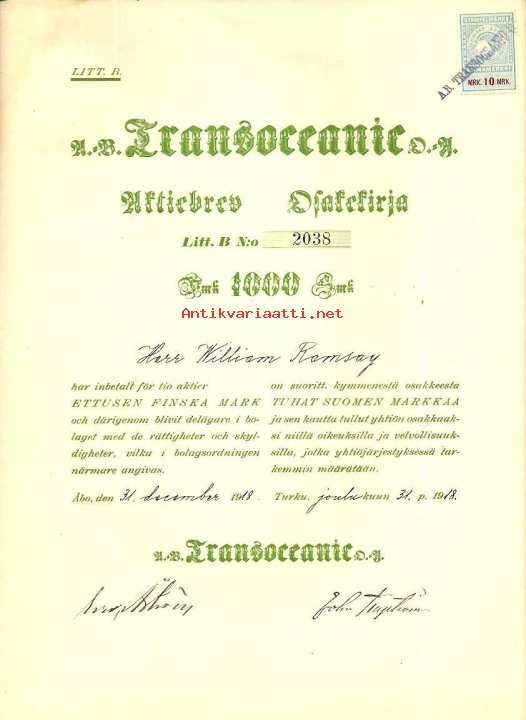 LITT. B.
MRK. 10 MRK.
A.B. TRANSOCEANIC
A.-B. Transoceanic O.-Y.
Aktiebrev Osakekirja
Litt. B N:o 2038
Fmk 1000 Smk
Antikvariaatti.net
Herr William Ramsay
har inbetalt för tio aktier
ETTUSEN FINSKA MARK
och därigenom blivit delägare i bo-
laget med de rättigheter och skyl-
digheter, vilka i bolagsordningen
närmare angivas.
Åbo, den 31. december 1918.
on suoritt. kymmenestä osakkeesta
TUHAT SUOMEN MARKKAA
ja sen kautta tullut yhtiön osakkaak-
si niillä oikeuksilla ja velvollisuuk-
silla, jotka yhtiöjärjestyksessä tar-
kemmin määrätään.
Turku, joulukuun 31. p. 1918.
A.-B. Transoceanic O.-Y.
John